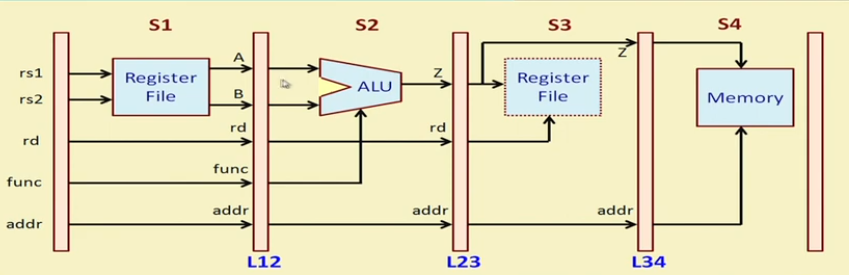 S1 S2 S3 S4
rs1
rs2
rd
func
addr
Register
File
A
B
rd
func
addr
ALU
Z
rd
addr
Register
File
Z
addr
Memory
L12 L23 L34